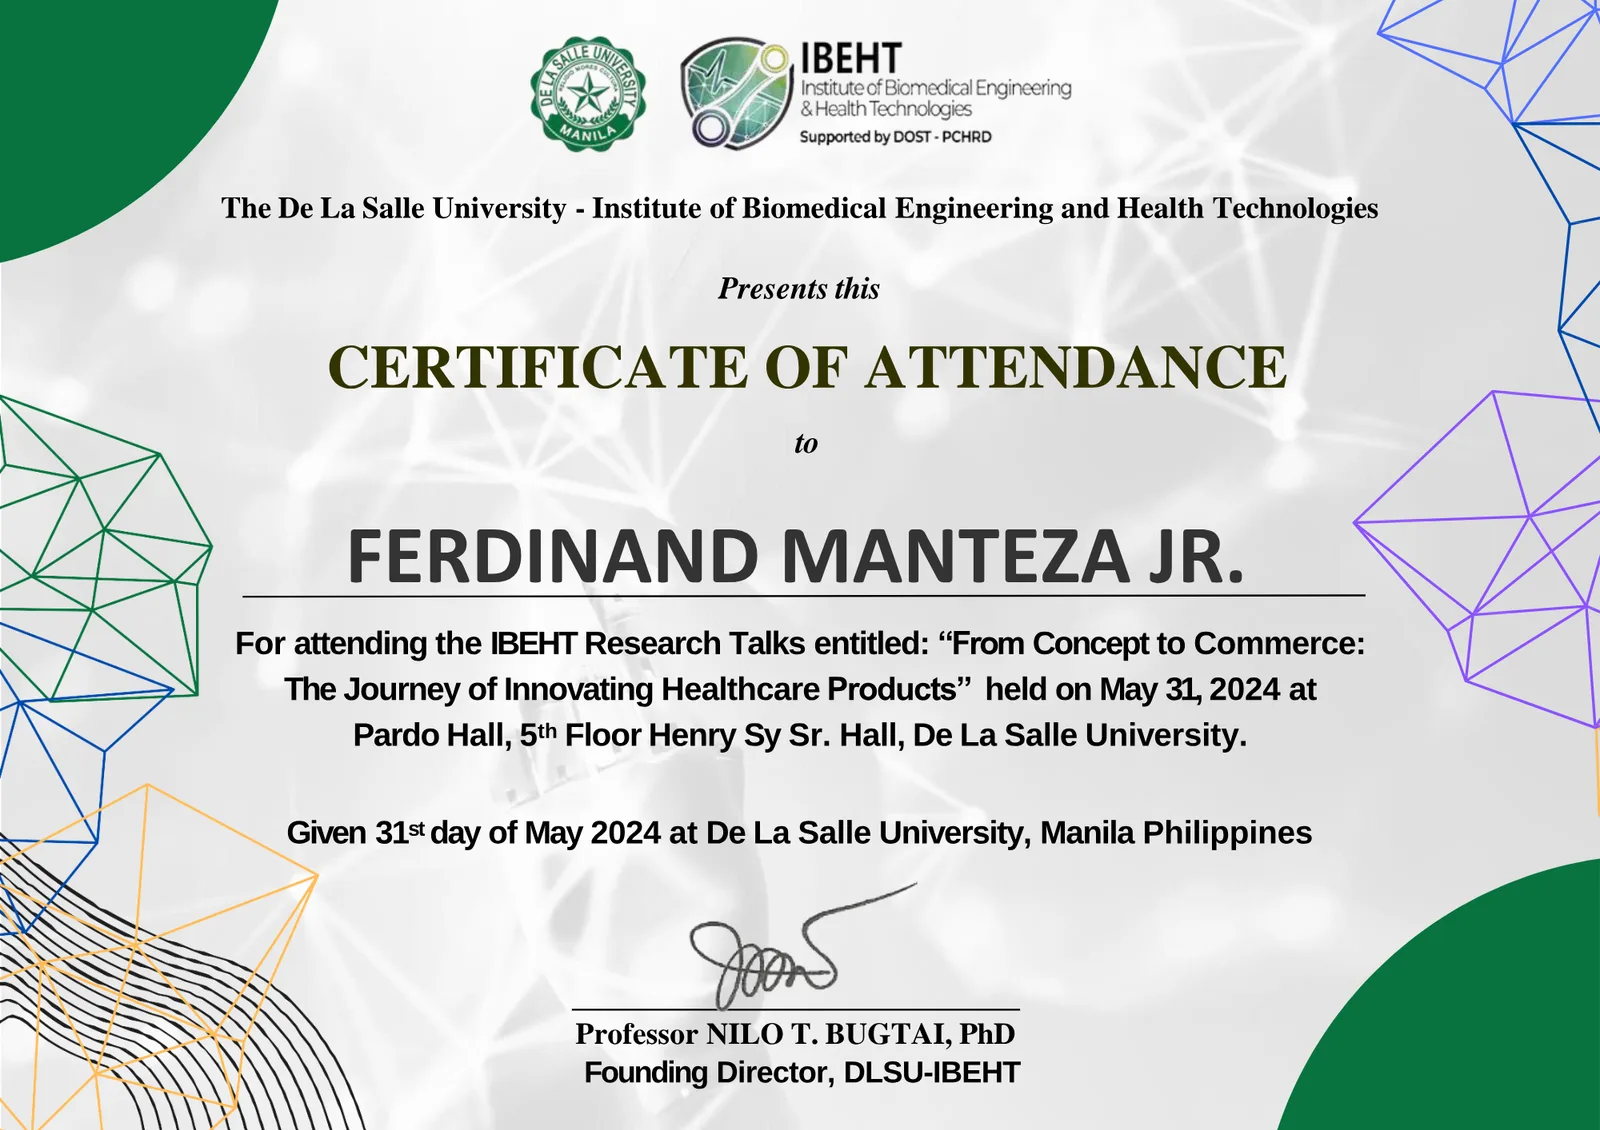 DE LA SALLE UNIVERSITY
MANILA
IBEHT
Institute of Biomedical Engineering
& Health Technologies
Supported by DOST - PCHRD
The De La Salle University - Institute of Biomedical Engineering and Health Technologies
Presents this
CERTIFICATE OF ATTENDANCE
to
FERDINAND MANTEZA JR.
For attending the IBEHT Research Talks entitled: “From Concept to Commerce:
The Journey of Innovating Healthcare Products” held on May 31, 2024 at
Pardo Hall, 5th Floor Henry Sy Sr. Hall, De La Salle University.
Given 31st day of May 2024 at De La Salle University, Manila Philippines
Professor NILO T. BUGTAI, PhD
Founding Director, DLSU-IBEHT